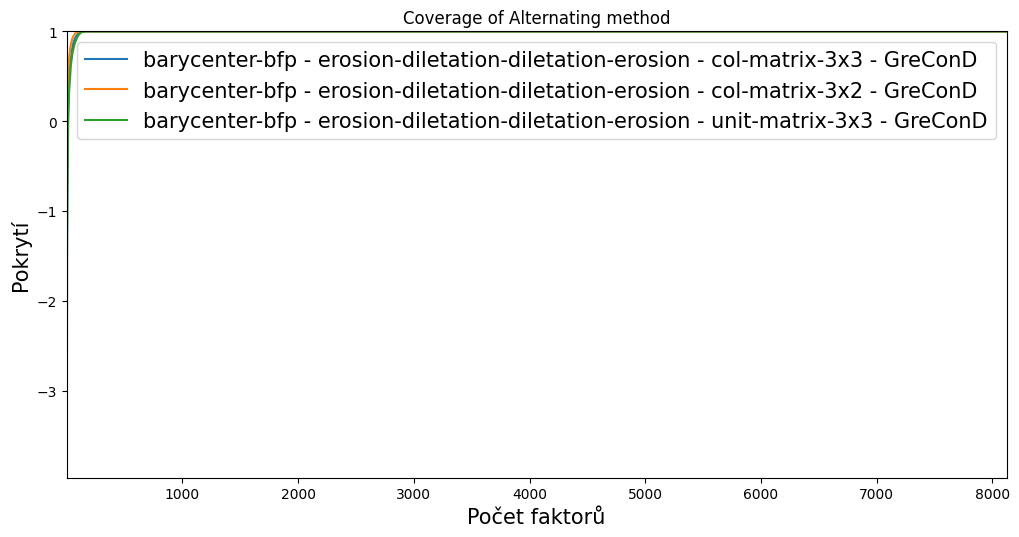 Coverage of Alternating method
barycenter-bfp - erosion-diletation-diletation-erosion - col-matrix-3x3 - GreConD
barycenter-bfp - erosion-diletation-diletation-erosion - col-matrix-3x2 - GreConD
barycenter-bfp - erosion-diletation-diletation-erosion - unit-matrix-3x3 - GreConD
1
0
−1
−2
−3
Pokrytí
1000 2000 3000 4000 5000 6000 7000 8000
Počet faktorů